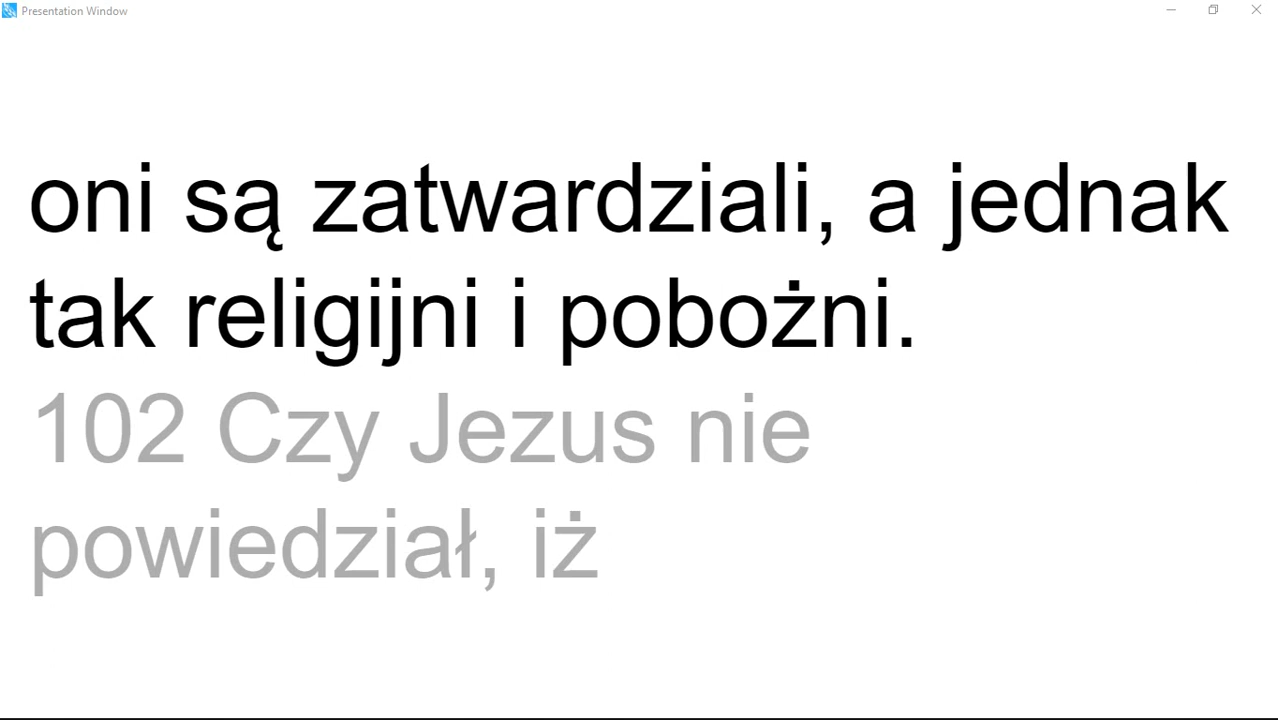 Presentation Window
oni są zatwardziali, a jednak
tak religijni i pobożni.
102 Czy Jezus nie
powiedział, iż